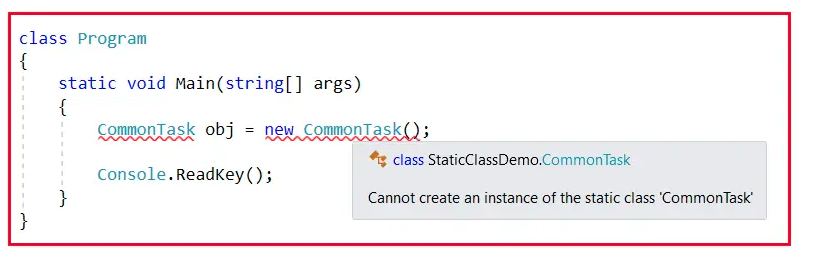 class Program
{
static void Main(string[] args)
{
CommonTask obj = new CommonTask();
class StaticClassDemo.CommonTask
Console.ReadKey();
Cannot create an instance of the static class 'CommonTask'
}
}